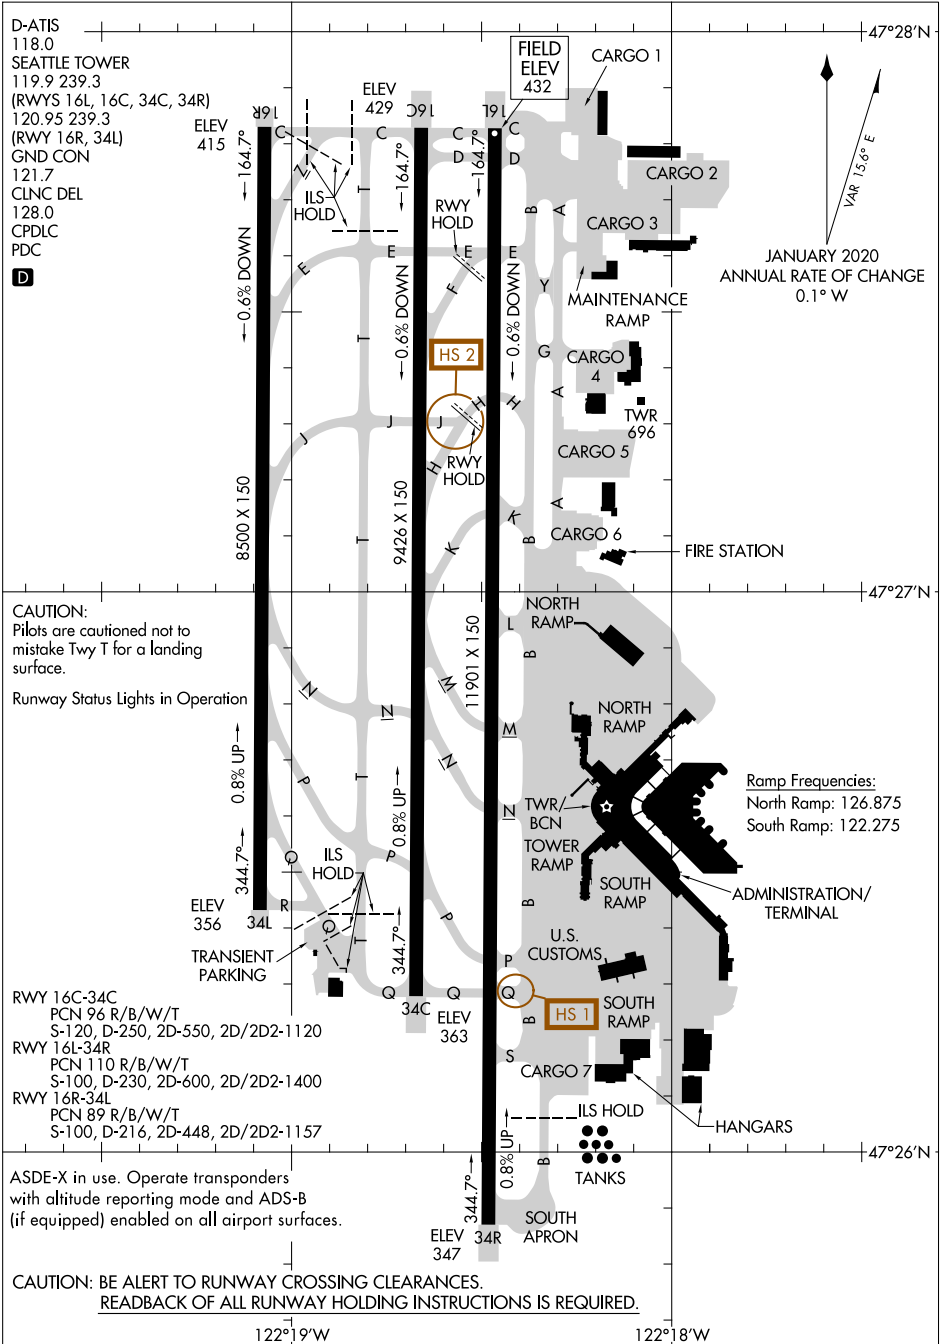 D-ATIS
118.0
SEATTLE TOWER
119.9 239.3
(RWYS 16L, 16C, 34C, 34R)
120.95 239.3
(RWY 16R, 34L)
GND CON
121.7
CLNC DEL
128.0
CPDLC
PDC
D
47°28'N
FIELD
ELEV
432
CARGO 1
ELEV
429
ELEV
415
16R
16C
16L
C
C
C
C
D
D
164.7°
164.7°
164.7°
Z
T
ILS
HOLD
RWY
HOLD
CARGO 2
B
A
CARGO 3
VAR 15.6° E
JANUARY 2020
ANNUAL RATE OF CHANGE
0.1° W
E
E
E
E
F
Y
MAINTENANCE
RAMP
0.6% DOWN
0.6% DOWN
0.6% DOWN
T
HS 2
G
CARGO
4
A
TWR
696
H
H
J
J
J
H
RWY
HOLD
CARGO 5
8500 X 150
9426 X 150
A
K
K
B
T
CARGO 6
FIRE STATION
47°27'N
CAUTION:
Pilots are cautioned not to
mistake Twy T for a landing
surface.
Runway Status Lights in Operation
NORTH
RAMP
L
B
11901 X 150
N
N
M
M
N
N
NORTH
RAMP
0.8% UP
0.8% UP
P
T
TWR/
BCN
TOWER
RAMP
Ramp Frequencies:
North Ramp: 126.875
South Ramp: 122.275
344.7°
Q
ILS
HOLD
P
P
SOUTH
RAMP
ADMINISTRATION/
TERMINAL
B
ELEV
356
34L
R
Q
T
TRANSIENT
PARKING
344.7°
U.S.
CUSTOMS
P
Q
Q
Q
HS 1
SOUTH
RAMP
B
34C
ELEV
363
RWY 16C-34C
PCN 96 R/B/W/T
S-120, D-250, 2D-550, 2D/2D2-1120
RWY 16L-34R
PCN 110 R/B/W/T
S-100, D-230, 2D-600, 2D/2D2-1400
RWY 16R-34L
PCN 89 R/B/W/T
S-100, D-216, 2D-448, 2D/2D2-1157
S
CARGO 7
ILS HOLD
HANGARS
0.8% UP
TANKS
B
47°26'N
ASDE-X in use. Operate transponders
with altitude reporting mode and ADS-B
(if equipped) enabled on all airport surfaces.
344.7°
ELEV
347
34R
SOUTH
APRON
CAUTION: BE ALERT TO RUNWAY CROSSING CLEARANCES.
READBACK OF ALL RUNWAY HOLDING INSTRUCTIONS IS REQUIRED.
122°19'W
122°18'W